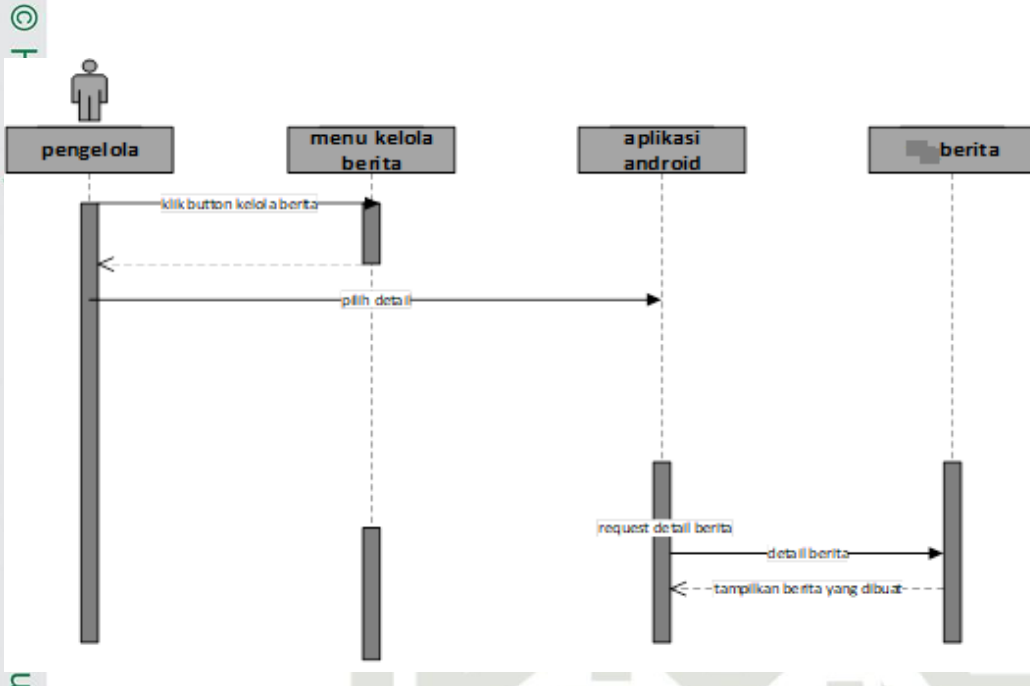 © H
pengelola
menu kelola
berita
aplikasi
android
berita
klik button kelola berita
pilih detail
request detail berita
detail berita
tampilkan berita yang dibuat
u